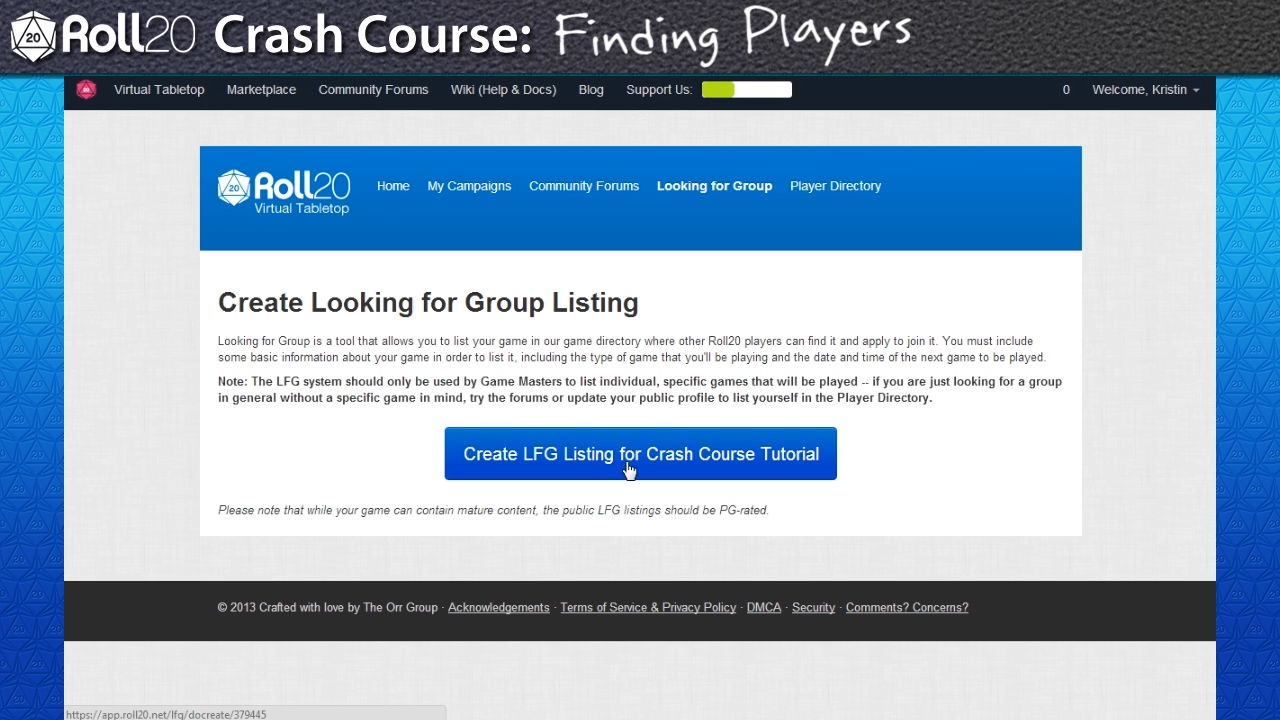 20 Roll20 Crash Course: Finding Players
Virtual Tabletop Marketplace Community Forums Wiki (Help & Docs) Blog Support Us: 0 Welcome, Kristin
20 Roll20 Virtual Tabletop
Home My Campaigns Community Forums Looking for Group Player Directory
Create Looking for Group Listing
Looking for Group is a tool that allows you to list your game in our game directory where other Roll20 players can find it and apply to join it. You must include
some basic information about your game in order to list it, including the type of game that you'll be playing and the date and time of the next game to be played.
Note: The LFG system should only be used by Game Masters to list individual, specific games that will be played -- if you are just looking for a group
in general without a specific game in mind, try the forums or update your public profile to list yourself in the Player Directory.
Create LFG Listing for Crash Course Tutorial
Please note that while your game can contain mature content, the public LFG listings should be PG-rated.
© 2013 Crafted with love by The Orr Group · Acknowledgements · Terms of Service & Privacy Policy · DMCA · Security · Comments? Concerns?
https://app.roll20.net/lfg/docreate/379445